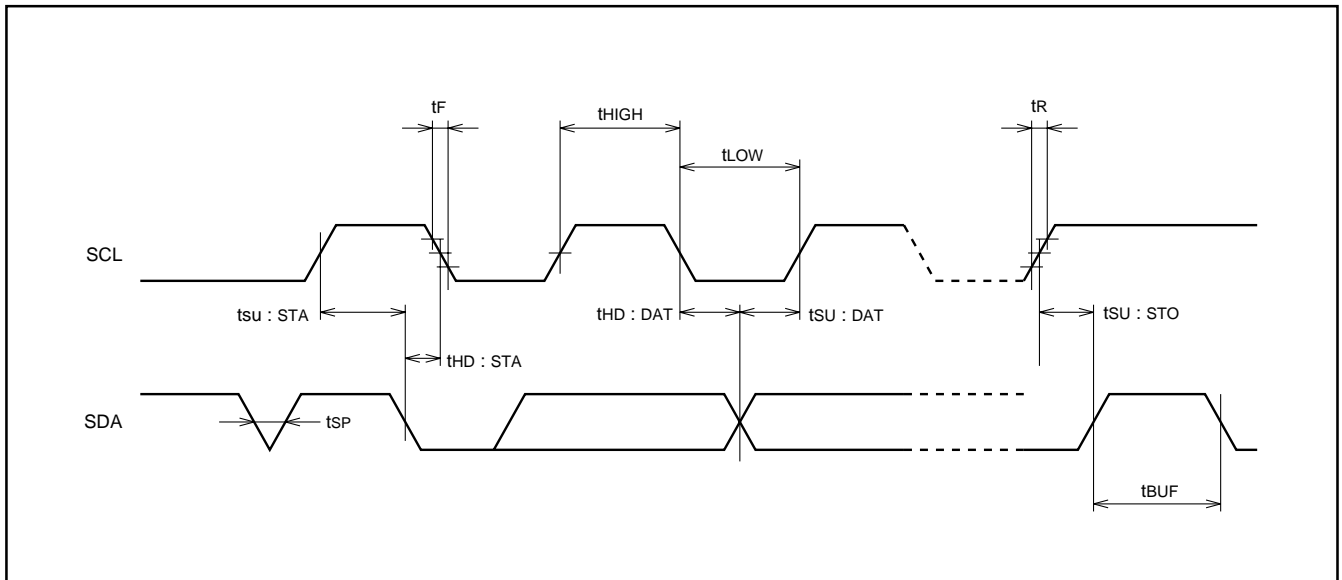 tF
tHIGH
tR
tLOW
SCL
tsu : STA
tHD : DAT
tSU : DAT
tSU : STO
tHD : STA
SDA
tSP
tBUF